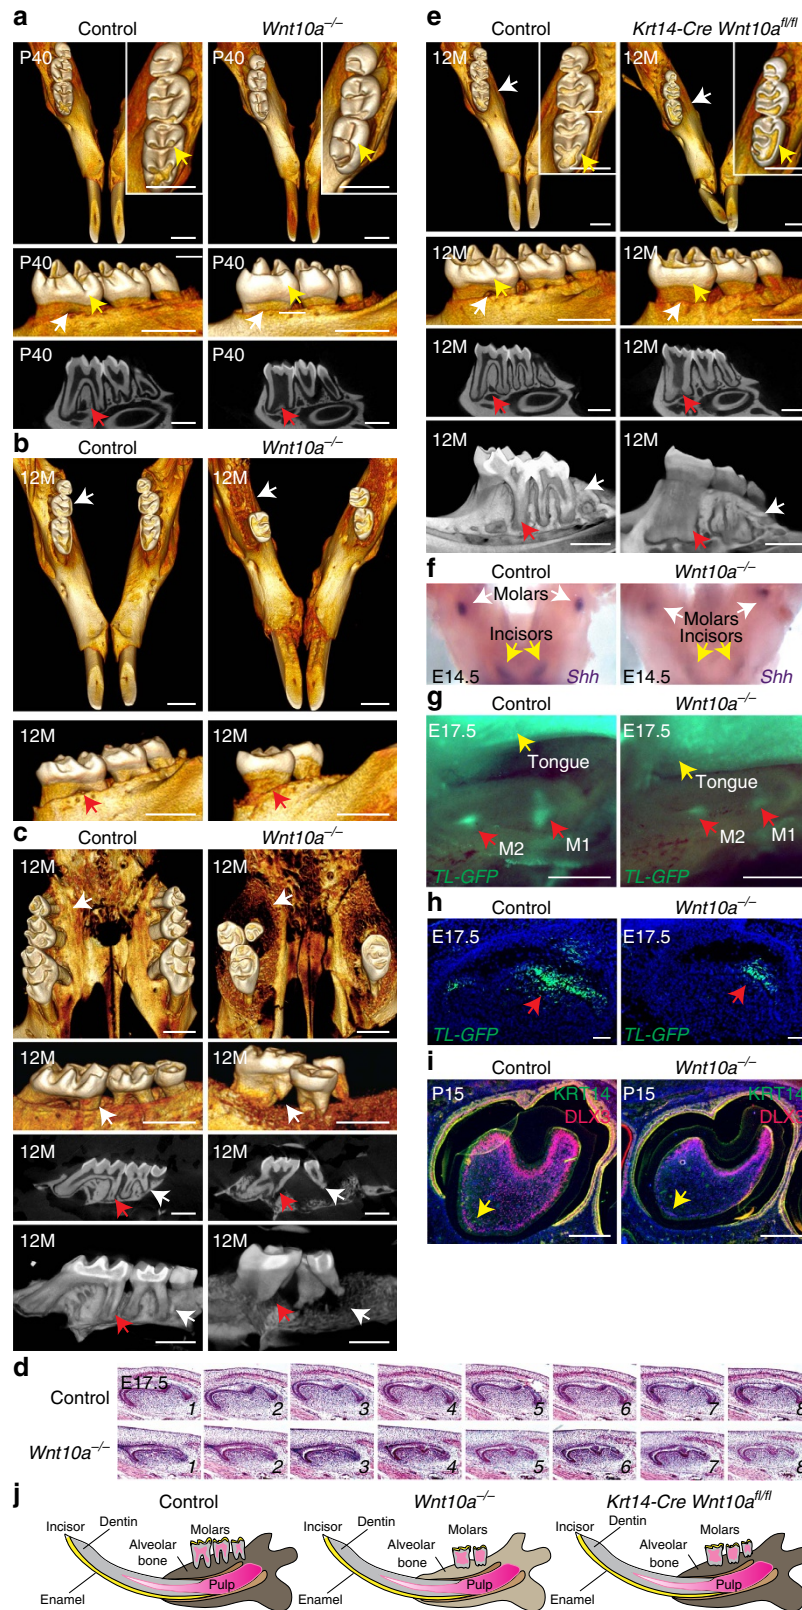 a
Control
Wnt10a–/–
P40
P40
P40
P40
P40
P40
b
Control
Wnt10a–/–
12M
12M
12M
c
Control
Wnt10a–/–
12M
12M
12M
12M
12M
12M
12M
12M
d
Control
E17.5
1
2
3
4
5
6
7
8
Wnt10a–/–
1
2
3
4
5
6
7
8
e
Control
Krt14-Cre Wnt10afl/fl
12M
12M
12M
12M
12M
12M
12M
12M
f
Control
Wnt10a–/–
Molars
Incisors
E14.5
Shh
Molars
Incisors
E14.5
Shh
g
Control
Wnt10a–/–
E17.5
Tongue
M2
M1
TL-GFP
E17.5
Tongue
M2
M1
TL-GFP
h
Control
Wnt10a–/–
E17.5
TL-GFP
E17.5
TL-GFP
i
Control
Wnt10a–/–
P15
KRT14
P15
KRT14
j
Control
Wnt10a–/–
Krt14-Cre Wnt10afl/fl
Incisor
Dentin
Molars
Alveolar
bone
Pulp
Enamel
Incisor
Dentin
Molars
Alveolar
bone
Pulp
Enamel
Incisor
Dentin
Molars
Alveolar
bone
Pulp
Enamel